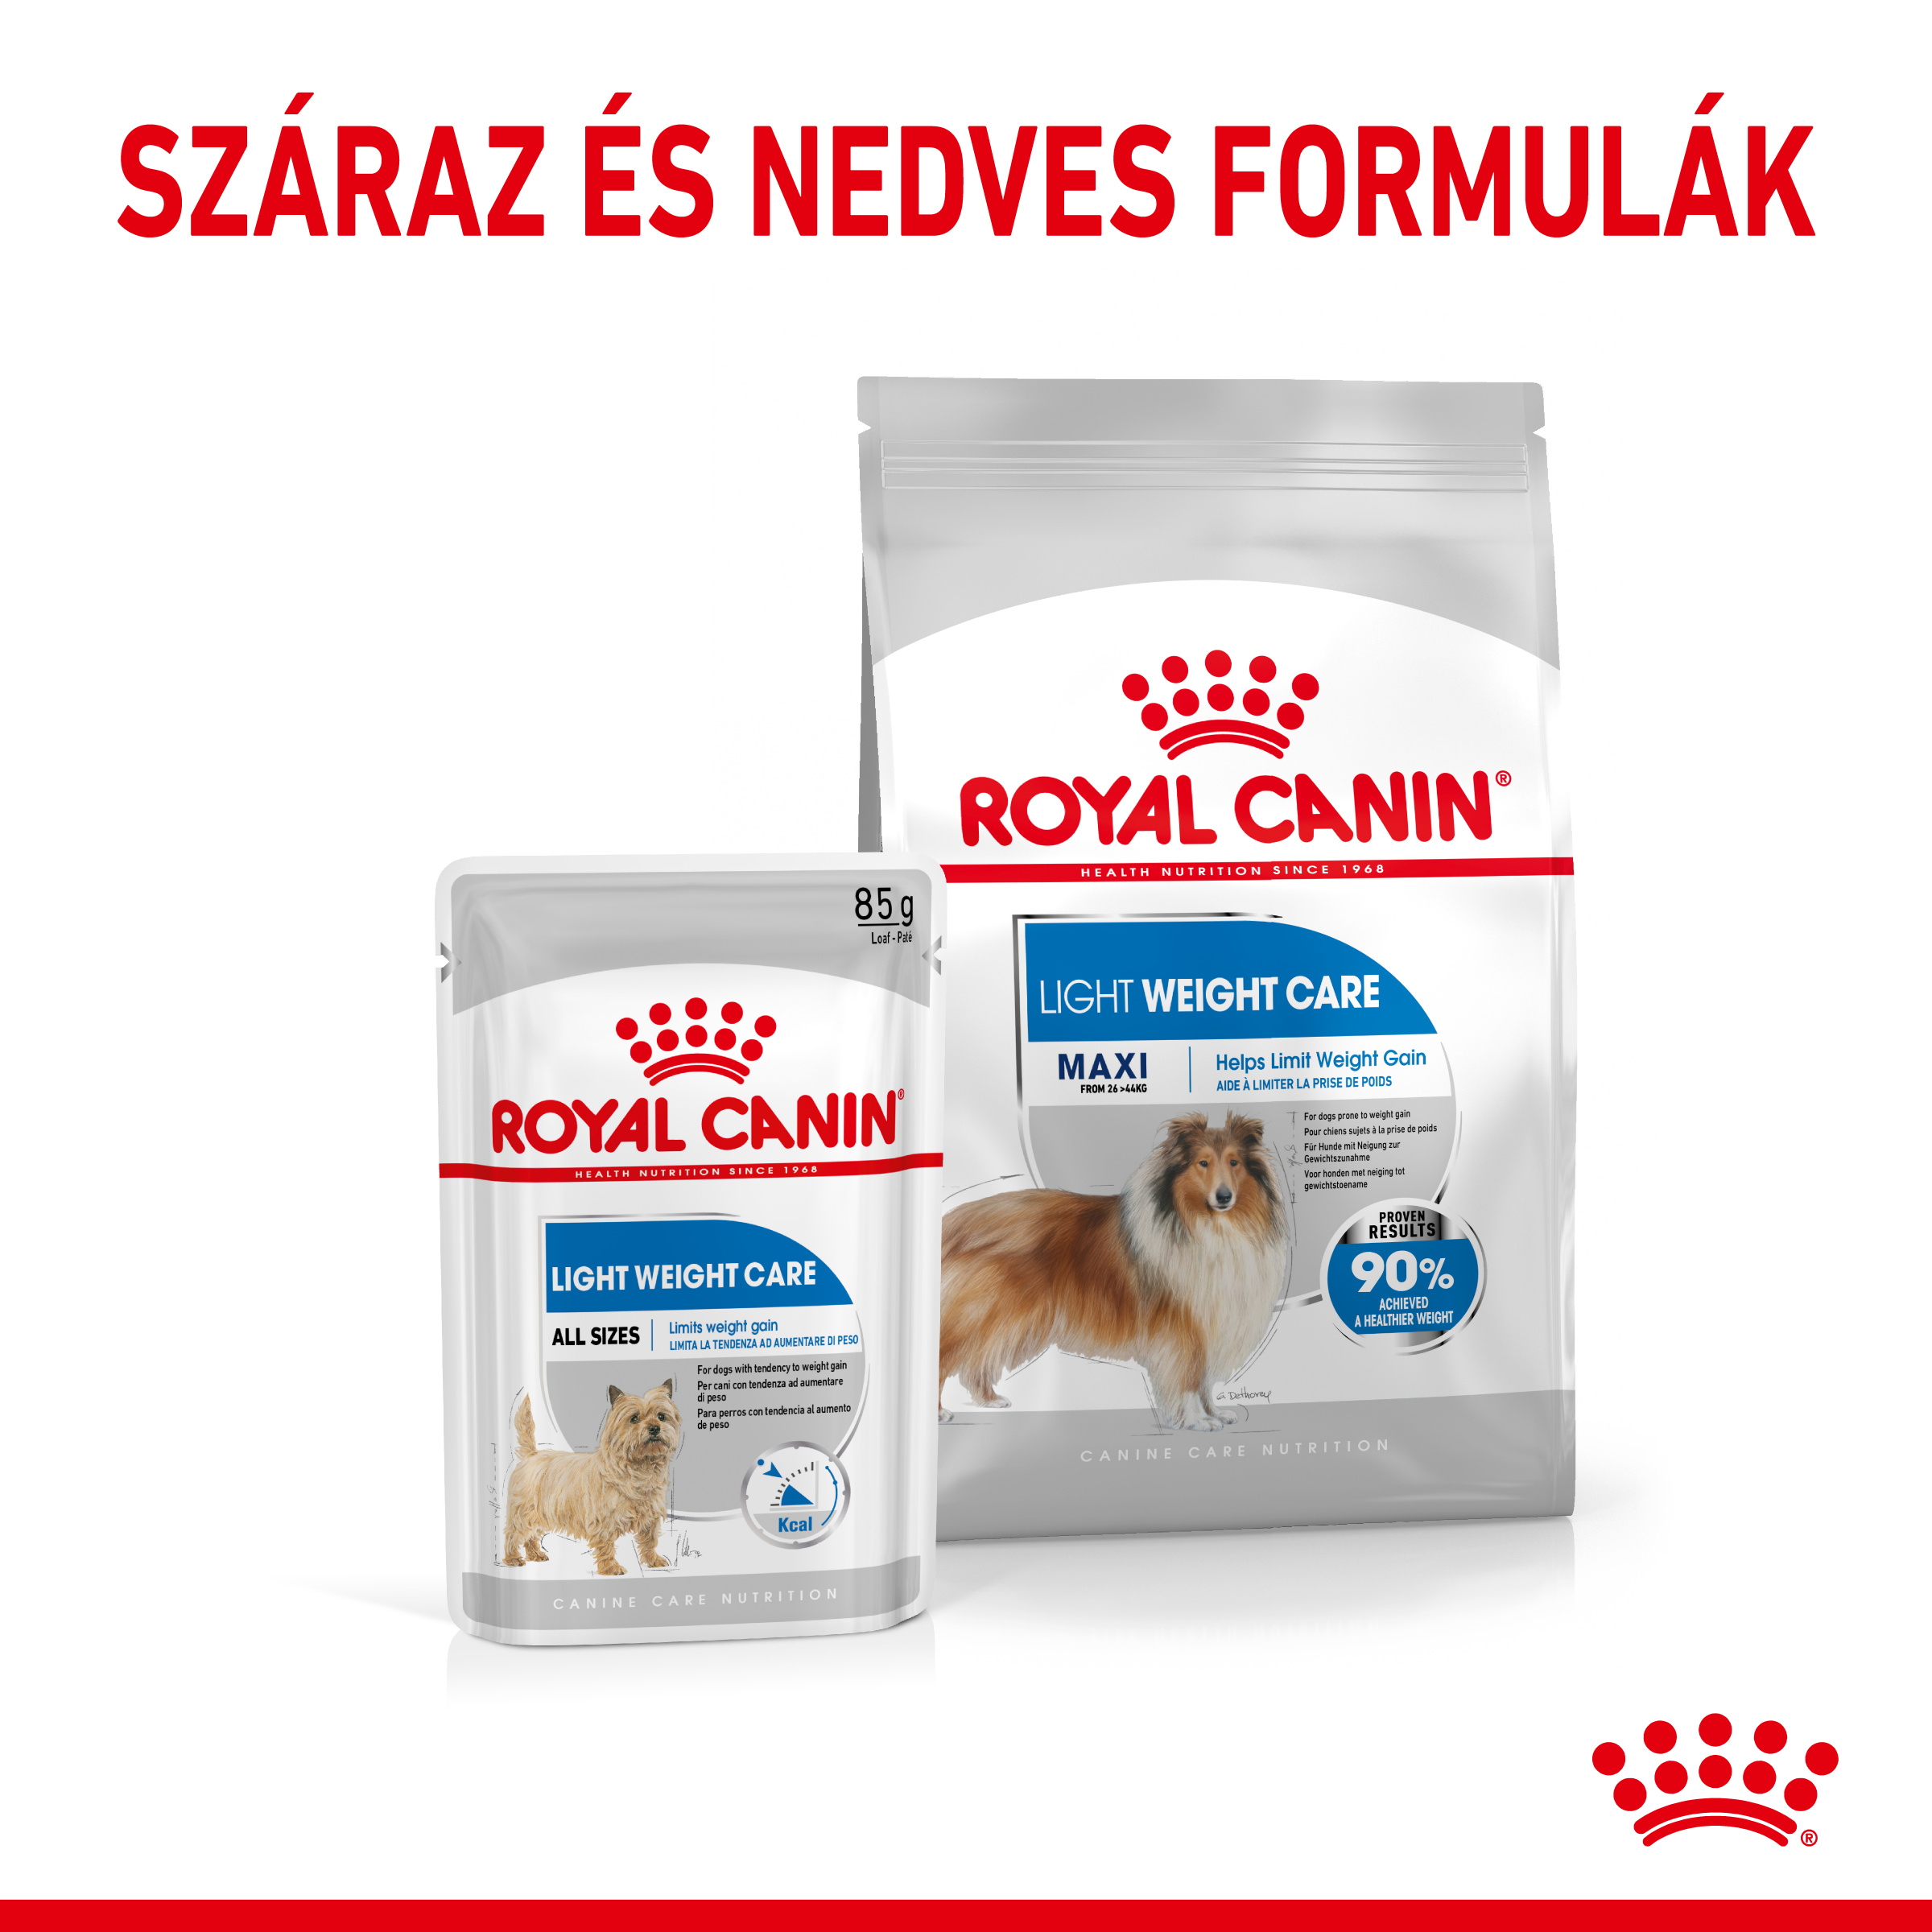 SZÁRAZ ÉS NEDVES FORMULÁK
ROYAL CANIN®
HEALTH NUTRITION SINCE 1968
LIGHT WEIGHT CARE
MAXI
FROM 26 >44KG
Helps Limit Weight Gain
AIDE À LIMITER LA PRISE DE POIDS
For dogs prone to weight gain
Pour chiens sujets à la prise de poids
Für Hunde mit Neigung zur
Gewichtszunahme
Voor honden met neiging tot
gewichtstoename
PROVEN
RESULTS
90%
ACHIEVED
A HEALTHIER WEIGHT
G Dethorey
CANINE CARE NUTRITION
85 g
Loaf - Paté
ROYAL CANIN®
HEALTH NUTRITION SINCE 1968
LIGHT WEIGHT CARE
ALL SIZES
Limits weight gain
LIMITA LA TENDENZA AD AUMENTARE DI PESO
For dogs with tendency to weight gain
Per cani con tendenza ad aumentare
di peso
Para perros con tendencia al aumento
de peso
Kcal
CANINE CARE NUTRITION
®